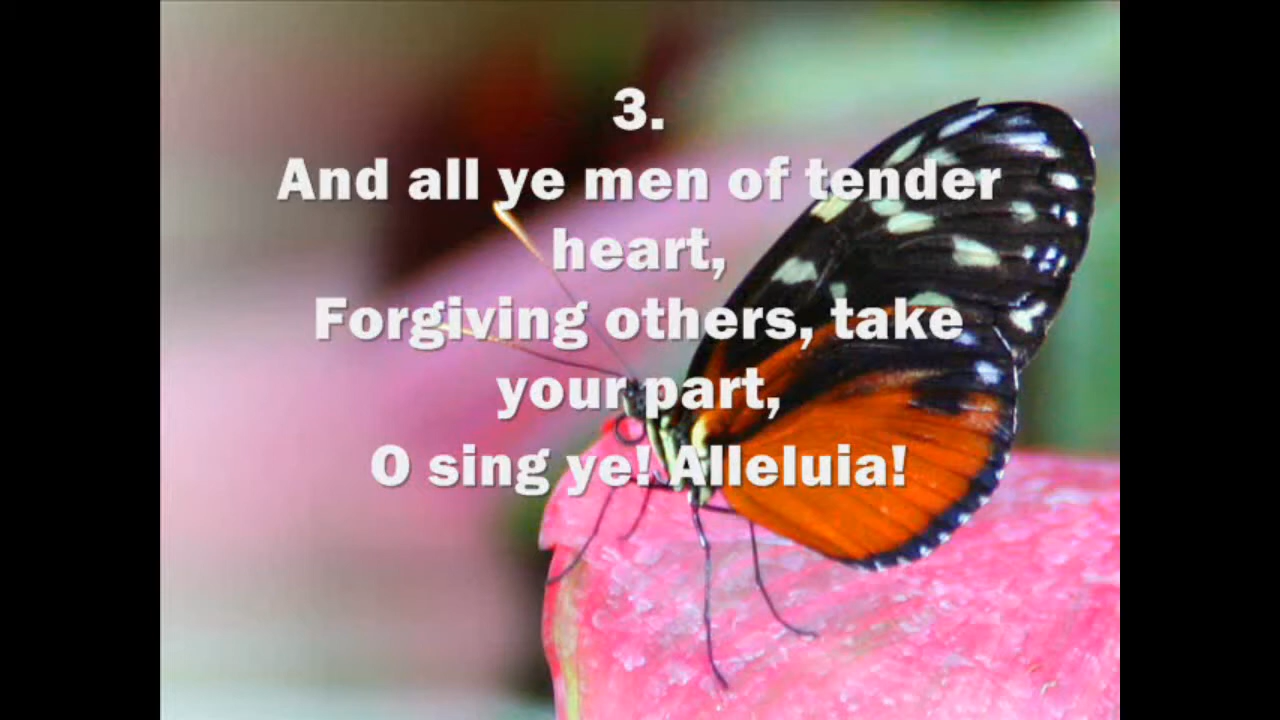 3.
And all ye men of tender
heart,
Forgiving others, take
your part,
O sing ye! Alleluia!